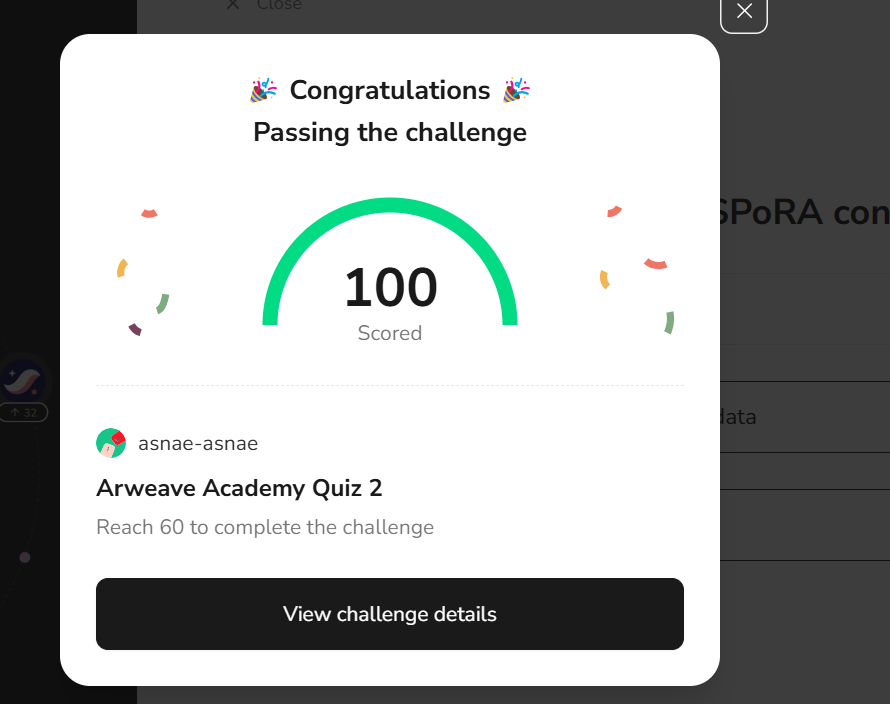 Close
🎉 Congratulations 🎉
Passing the challenge
SPoRA con
100
Scored
data
↑ 32
asnae-asnae
Arweave Academy Quiz 2
Reach 60 to complete the challenge
View challenge details